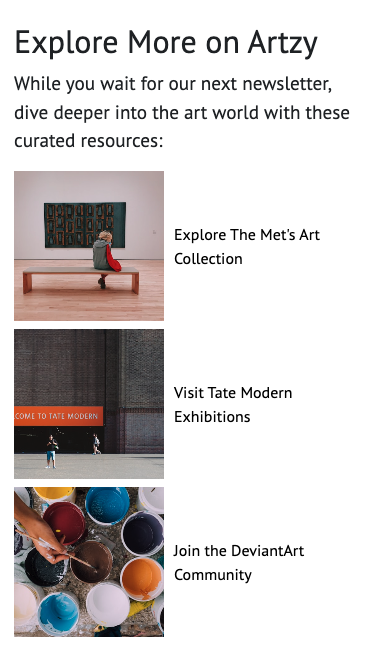 Explore More on Artzy
While you wait for our next newsletter,
dive deeper into the art world with these
curated resources:
Explore The Met's Art
Collection
COME TO TATE MODERN
Visit Tate Modern
Exhibitions
Join the DeviantArt
Community